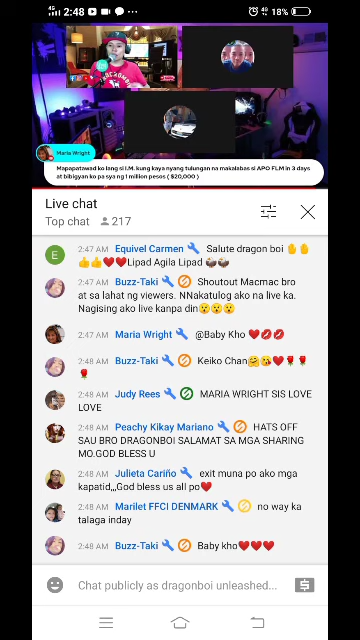 4G 2:48 ... 4G 18%
Maria Wright
Mapapatawad ko lang si I.M. kung kaya nyang tulungan na makalabas si APO FLM in 3 days
at bibigyan ko pa sya ng 1 million pesos ( $20,000 )
Live chat
Top chat 217
E 2:47 AM Equivel Carmen Salute dragon boi ✋✋
👍👍❤❤Lipad Agila Lipad
2:48 AM Buzz-Taki Shoutout Macmac bro
at sa lahat ng viewers. NNakatulog ako na live ka.
Nagising ako live kanpa din😯😯😯
2:47 AM Maria Wright @Baby Kho ❤💋💋
2:48 AM Buzz-Taki Keiko Chan🤗😘❤🌹🌹
🌹
2:48 AM Judy Rees MARIA WRIGHT SIS LOVE
LOVE
2:48 AM Peachy Kikay Mariano HATS OFF
SAU BRO DRAGONBOI SALAMAT SA MGA SHARING
MO.GOD BLESS U
2:48 AM Julieta Cariño exit muna po ako mga
kapatid,,,God bless us all po❤
2:48 AM Marilet FFCI DENMARK no way ka
talaga inday
2:48 AM Buzz-Taki Baby kho❤❤❤
Chat publicly as dragonboi unleashed... $